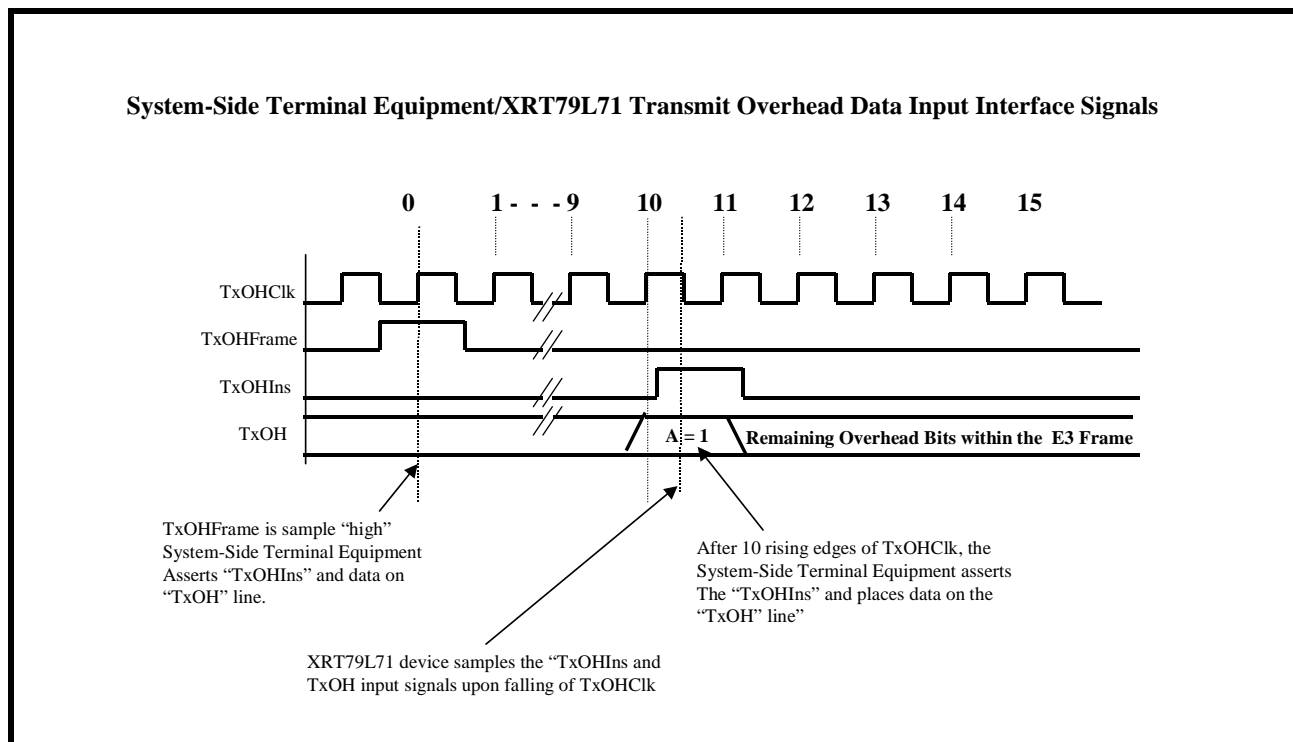 System-Side Terminal Equipment/XRT79L71 Transmit Overhead Data Input Interface Signals
0 1 - - - 9 10 11 12 13 14 15
TxOHClk
TxOHFrame
TxOHIns
TxOH
A = 1
Remaining Overhead Bits within the E3 Frame
TxOHFrame is sample “high”
System-Side Terminal Equipment
Asserts “TxOHIns” and data on
“TxOH” line.
After 10 rising edges of TxOHClk, the
System-Side Terminal Equipment asserts
The “TxOHIns” and places data on the
“TxOH” line”
XRT79L71 device samples the “TxOHIns and
TxOH input signals upon falling of TxOHClk